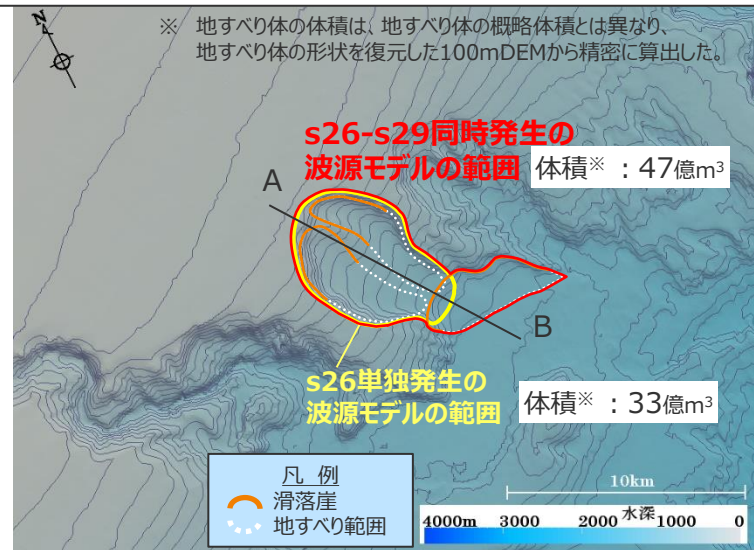 N
※ 地すべり体の体積は、地すべり体の概略体積とは異なり、
地すべり体の形状を復元した100mDEMから精密に算出した。
s26-s29同時発生の
波源モデルの範囲
体積※ : 47億m³
A
B
s26単独発生の
波源モデルの範囲
体積※ : 33億m³
凡 例
滑落崖
地すべり範囲
10km
水深
4000m 3000 2000 1000 0